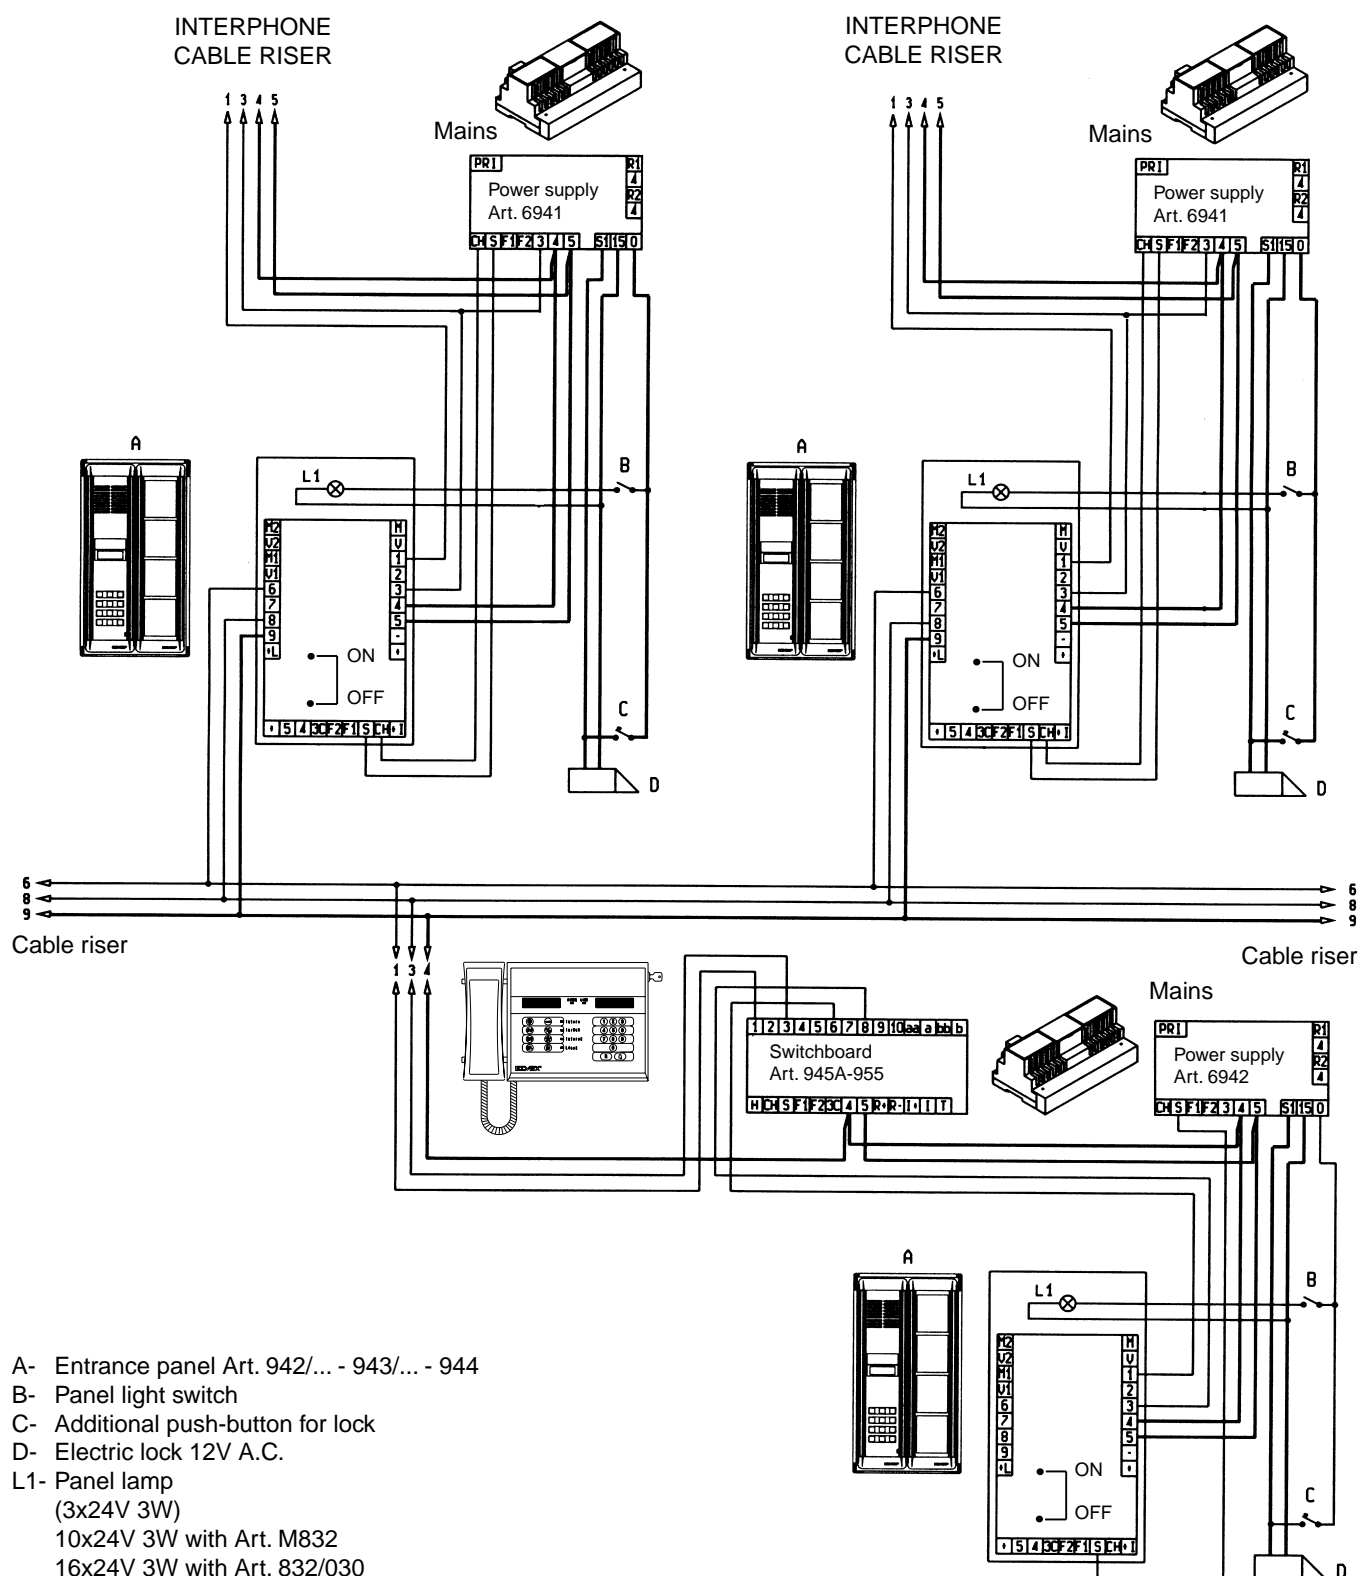 INTERPHONE
CABLE RISER
1 3 4 5
Mains
PRI
R1
4
R2
4
Power supply
Art. 6941
CH S F1 F2 3 4 5 S1 15 0
A
L1
B
M2
V2
M1
V1
6
7
8
9
+L
M
V
1
2
3
4
5
-
+
ON
OFF
+ 5 4 3C F2 F1 S CH + I
C
D
INTERPHONE
CABLE RISER
1 3 4 5
Mains
PRI
R1
4
R2
4
Power supply
Art. 6941
CH S F1 F2 3 4 5 S1 15 0
A
L1
B
M2
V2
M1
V1
6
7
8
9
+L
M
V
1
2
3
4
5
-
+
ON
OFF
+ 5 4 3C F2 F1 S CH + I
C
D
6
8
9
Cable riser
6
8
9
Cable riser
1 3 4
1 2 3 4 5 6 7 8 9 10 aa a bb b
Switchboard
Art. 945A-955
H CH S F1 F2 3C 4 5 R+ R- I+ I T
Mains
PRI
R1
4
R2
4
Power supply
Art. 6942
CH S F1 F2 3 4 5 S1 15 0
A
L1
B
M2
V2
M1
V1
6
7
8
9
+L
M
V
1
2
3
4
5
-
+
ON
OFF
+ 5 4 3C F2 F1 S CH + I
C
D
A- Entrance panel Art. 942/... - 943/... - 944
B- Panel light switch
C- Additional push-button for lock
D- Electric lock 12V A.C.
L1- Panel lamp
(3x24V 3W)
10x24V 3W with Art. M832
16x24V 3W with Art. 832/030